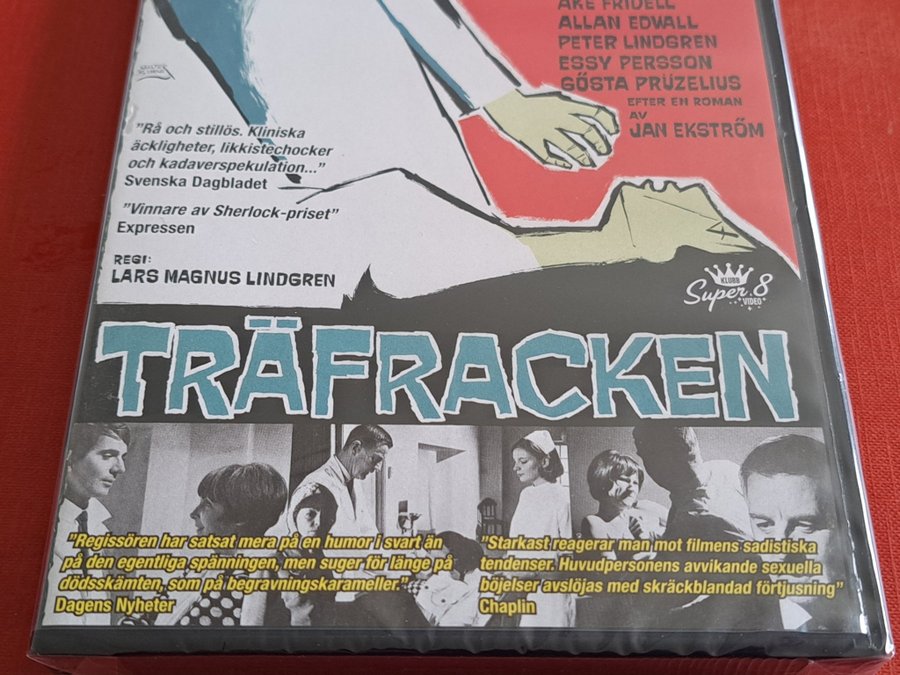 ÅKE FRIDELL
ALLAN EDWALL
PETER LINDGREN
ESSY PERSSON
GÖSTA PRÜZELIUS
EFTER EN ROMAN
AV
JAN EKSTRÖM
"Rå och stillös. Kliniska
äckligheter, likkistechocker
och kadaverspekulation..."
Svenska Dagbladet
"Vinnare av Sherlock-priset"
Expressen
REGI:
LARS MAGNUS LINDGREN
KLUBB
Super 8
VIDEO
TRÄFRACKEN
"Regissören har satsat mera på en humor i svart än
på den egentliga spänningen, men suger för länge på
dödsskämten, som på begravningskarameller"
Dagens Nyheter
"Starkast reagerar man mot filmens sadistiska
tendenser. Huvudpersonens avvikande sexuella
böjelser avslöjas med skräckblandad förtjusning"
Chaplin